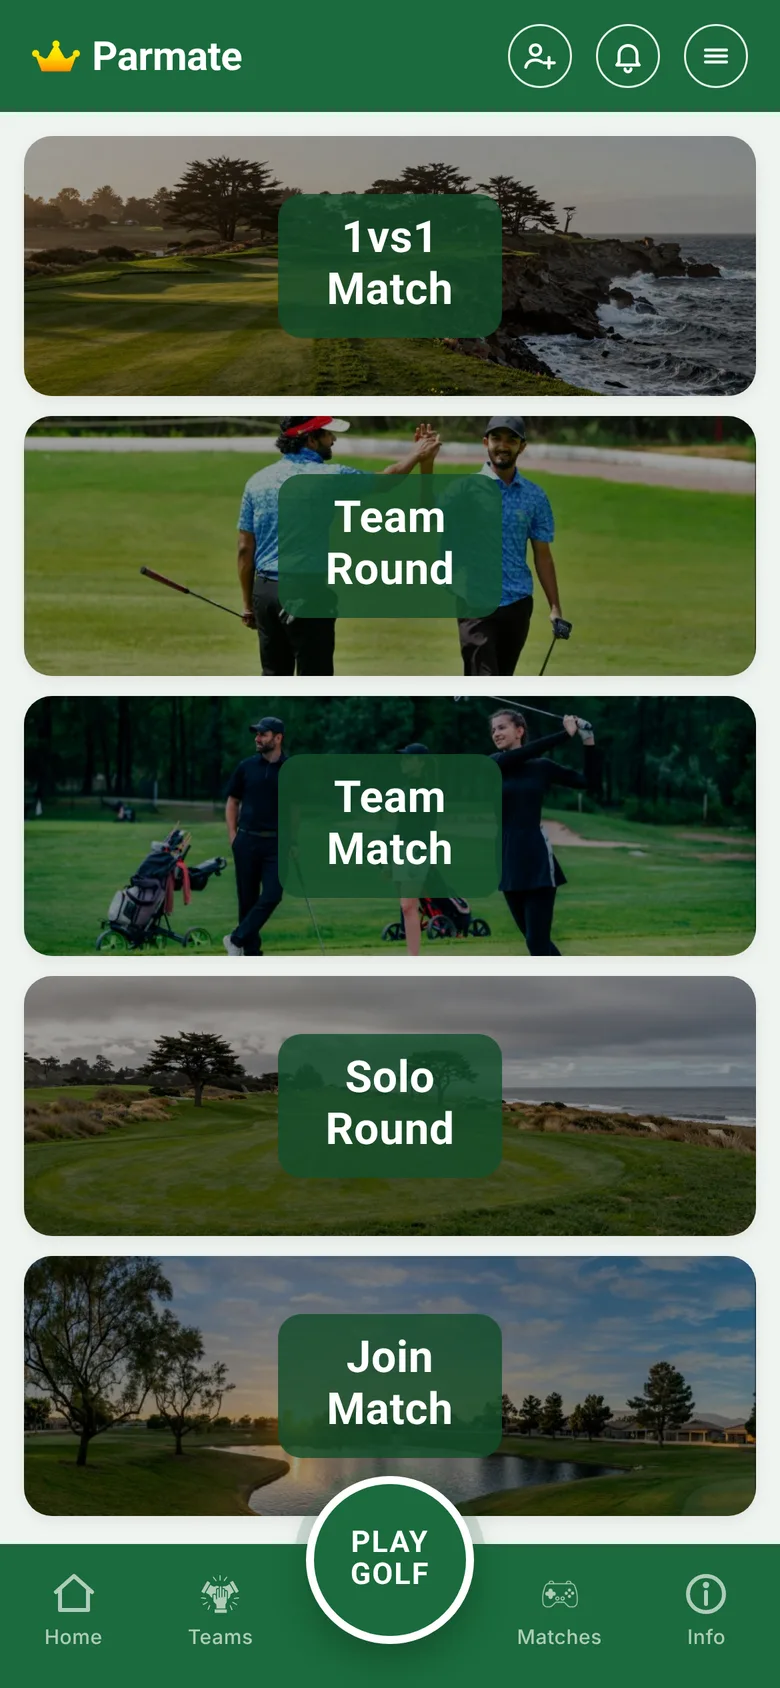 Parmate
1vs1
Match
Team
Round
Team
Match
Solo
Round
Join
Match
PLAY
GOLF
Home
Teams
Matches
Info